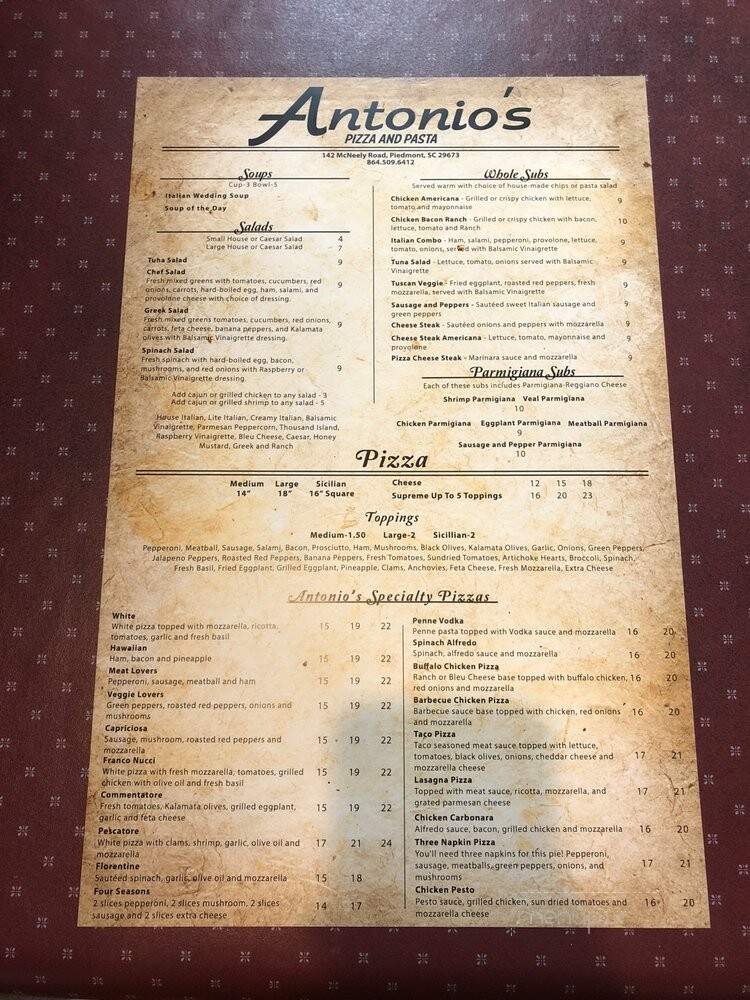 Antonio's
PIZZA AND PASTA
142 McNeely Road, Piedmont, SC 29673
864.509.6412
Soups
Cup-3 Bowl-5
Italian Wedding Soup
Soup of the Day
Salads
Small House or Caesar Salad 4
Large House or Caesar Salad 7
Tuna Salad 9
Chef Salad
Fresh mixed greens with tomatoes, cucumbers, red
onions, carrots, hard-boiled egg, ham, salami, and 9
provolone cheese with choice of dressing.
Greek Salad
Fresh mixed greens tomatoes, cucumbers, red onions,
carrots, feta cheese, banana peppers, and Kalamata 9
olives with Balsamic Vinaigrette dressing.
Spinach Salad
Fresh spinach with hard-boiled egg, bacon,
mushrooms, and red onions with Raspberry or 9
Balsamic Vinaigrette dressing.
Add cajun or grilled chicken to any salad - 3
Add cajun or grilled shrimp to any salad - 5
House Italian, Lite Italian, Creamy Italian, Balsamic
Vinaigrette, Parmesan Peppercorn, Thousand Island,
Raspberry Vinaigrette, Bleu Cheese, Caesar, Honey
Mustard, Greek and Ranch
Whole Subs
Served warm with choice of house-made chips or pasta salad
Chicken Americana - Grilled or crispy chicken with lettuce, 9
tomato and mayonnaise
Chicken Bacon Ranch - Grilled or crispy chicken with bacon, 10
lettuce, tomato and Ranch
Italian Combo - Ham, salami, pepperoni, provolone, lettuce, 9
tomato, onions, served with Balsamic Vinaigrette
Tuna Salad - Lettuce, tomato, onions served with Balsamic 9
Vinaigrette
Tuscan Veggie - Fried eggplant, roasted red peppers, fresh 9
mozzarella, served with Balsamic Vinaigrette
Sausage and Peppers - Sautéed sweet Italian sausage and 9
green peppers
Cheese Steak - Sautéed onions and peppers with mozzarella 9
Cheese Steak Americana - Lettuce, tomato, mayonnaise and 9
provolone
Pizza Cheese Steak - Marinara sauce and mozzarella 9
Parmigiana Subs
Each of these subs includes Parmigiana-Reggiano Cheese
Shrimp Parmigiana Veal Parmigiana
10
Chicken Parmigiana Eggplant Parmigiana Meatball Parmigiana
9
Sausage and Pepper Parmigiana
10
Pizza
Medium Large Sicilian
14" 18" 16" Square
Cheese 12 15 18
Supreme Up To 5 Toppings 16 20 23
Toppings
Medium-1.50 Large-2 Sicillian-2
Pepperoni, Meatball, Sausage, Salami, Bacon, Prosciutto, Ham, Mushrooms, Black Olives, Kalamata Olives, Garlic, Onions, Green Peppers,
Jalapeno Peppers, Roasted Red Peppers, Banana Peppers, Fresh Tomatoes, Sundried Tomatoes, Artichoke Hearts, Broccoli, Spinach,
Fresh Basil, Fried Eggplant, Grilled Eggplant, Pineapple, Clams, Anchovies, Feta Cheese, Fresh Mozzarella, Extra Cheese
Antonio's Specialty Pizzas
White
White pizza topped with mozzarella, ricotta, 15 19 22
tomatoes, garlic and fresh basil
Hawaiian
Ham, bacon and pineapple 15 19 22
Meat Lovers
Pepperoni, sausage, meatball and ham 15 19 22
Veggie Lovers
Green peppers, roasted red peppers, onions and 15 19 22
mushrooms
Capriciosa
Sausage, mushroom, roasted red peppers and 15 19 22
mozzarella
Franco Nucci
White pizza with fresh mozzarella, tomatoes, grilled 15 19 22
chicken with olive oil and fresh basil
Commentatore
Fresh tomatoes, Kalamata olives, grilled eggplant, 15 19 22
garlic and feta cheese
Pescatore
White pizza with clams, shrimp, garlic, olive oil and 17 21 24
mozzarella
Florentine
Sautéed spinach, garlic, olive oil and mozzarella 15 18
Four Seasons
2 slices pepperoni, 2 slices mushroom, 2 slices 14 17
sausage and 2 slices extra cheese
Penne Vodka
Penne pasta topped with Vodka sauce and mozzarella 16 20
Spinach Alfredo
Spinach, alfredo sauce and mozzarella 16 20
Buffalo Chicken Pizza
Ranch or Bleu Cheese base topped with buffalo chicken, 16 20
red onions and mozzarella
Barbecue Chicken Pizza
Barbecue sauce base topped with chicken, red onions 16 20
and mozzarella
Taco Pizza
Taco seasoned meat sauce topped with lettuce,
tomatoes, black olives, onions, cheddar cheese and 17 21
mozzarella cheese
Lasagna Pizza
Topped with meat sauce, ricotta, mozzarella, and 17 21
grated parmesan cheese
Chicken Carbonara
Alfredo sauce, bacon, grilled chicken and mozzarella 16 20
Three Napkin Pizza
You'll need three napkins for this pie! Pepperoni,
sausage, meatballs, green peppers, onions, and 17 21
mushrooms
Chicken Pesto
Pesto sauce, grilled chicken, sun dried tomatoes and 16 20
mozzarella cheese